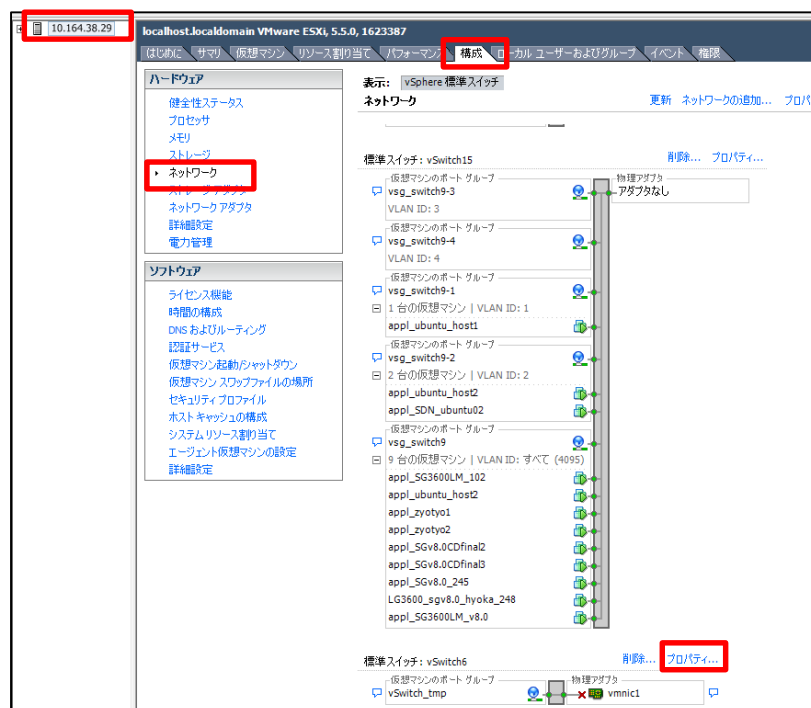 10.164.38.29
localhost.localdomain VMware ESXi, 5.5.0, 1623387
はじめに サマリ 仮想マシン リソース割り当て パフォーマンス 構成 ローカル ユーザーおよびグループ イベント 権限
ハードウェア
健全性ステータス
プロセッサ
メモリ
ストレージ
ネットワーク
ストレージ アダプタ
ネットワーク アダプタ
詳細設定
電力管理
ソフトウェア
ライセンス機能
時間の構成
DNS およびルーティング
認証サービス
仮想マシン起動/シャットダウン
仮想マシン スワップファイルの場所
セキュリティ プロファイル
ホスト キャッシュの構成
システム リソース割り当て
エージェント仮想マシンの設定
詳細設定
表示: vSphere 標準スイッチ
ネットワーク 更新 ネットワークの追加... プロパ
標準スイッチ: vSwitch15 削除... プロパティ...
仮想マシンのポート グループ 物理アダプタ
vsg_switch9-3 アダプタなし
VLAN ID: 3
仮想マシンのポート グループ
vsg_switch9-4
VLAN ID: 4
仮想マシンのポート グループ
vsg_switch9-1
1 台の仮想マシン | VLAN ID: 1
appl_ubuntu_host1
仮想マシンのポート グループ
vsg_switch9-2
2 台の仮想マシン | VLAN ID: 2
appl_ubuntu_host2
appl_SDN_ubuntu02
仮想マシンのポート グループ
vsg_switch9
9 台の仮想マシン | VLAN ID: すべて (4095)
appl_SG3600LM_102
appl_ubuntu_host2
appl_zyotyo1
appl_zyotyo2
appl_SGv8.0CDfinal2
appl_SGv8.0CDfinal3
appl_SGv8.0_245
LG3600_sgv8.0_hyoka_248
appl_SG3600LM_v8.0
標準スイッチ: vSwitch6 削除... プロパティ...
仮想マシンのポート グループ 物理アダプタ
vSwitch_tmp vmnic1